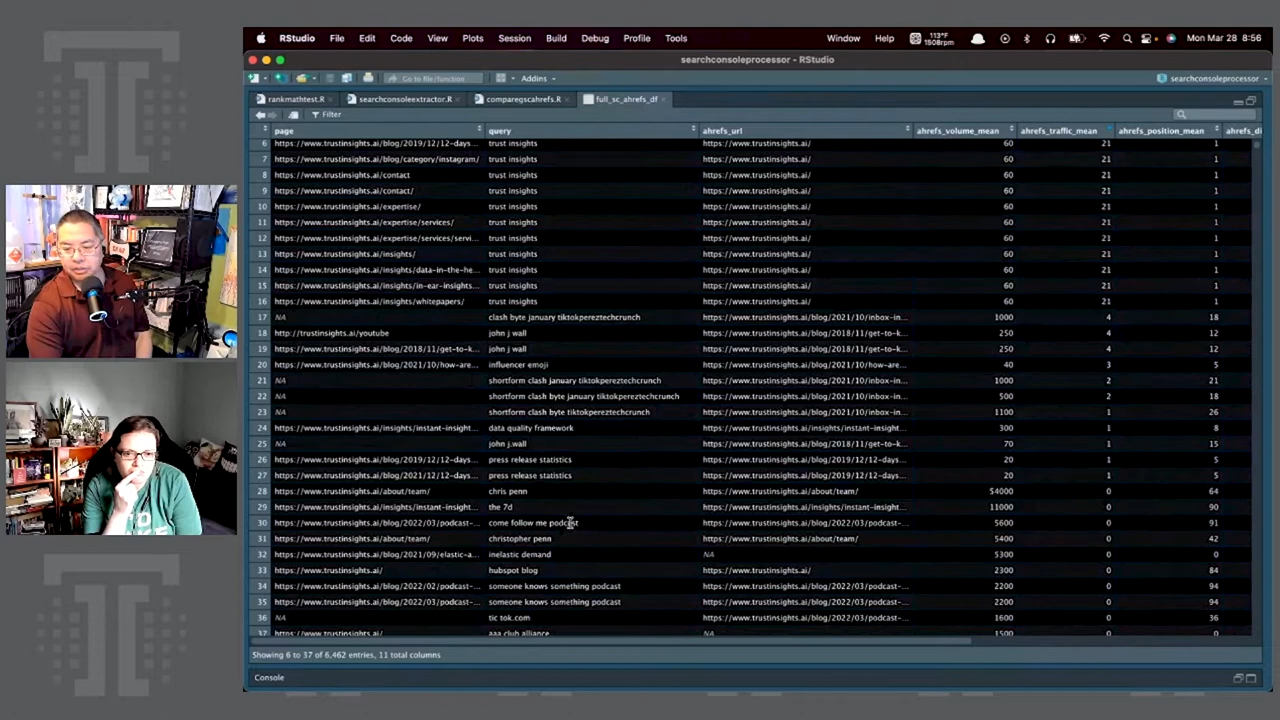 RStudio File Edit Code View Plots Session Build Debug Profile Tools Window Help 113°F 1508rpm Mon Mar 28 8:56
searchconsoleprocessor - RStudio
Go to file/function Addins searchconsoleprocessor
rankmathtest.R searchconsoleextractor.R comparegscahrefs.R full_sc_ahrefs_df
Filter
page query ahrefs_url ahrefs_volume_mean ahrefs_traffic_mean ahrefs_position_mean ahrefs_di
6 https://www.trustinsights.ai/blog/2019/12/12-days... trust insights https://www.trustinsights.ai/ 60 21 1
7 https://www.trustinsights.ai/blog/category/instagram/ trust insights https://www.trustinsights.ai/ 60 21 1
8 https://www.trustinsights.ai/contact trust insights https://www.trustinsights.ai/ 60 21 1
9 https://www.trustinsights.ai/contact/ trust insights https://www.trustinsights.ai/ 60 21 1
10 https://www.trustinsights.ai/expertise/ trust insights https://www.trustinsights.ai/ 60 21 1
11 https://www.trustinsights.ai/expertise/services/ trust insights https://www.trustinsights.ai/ 60 21 1
12 https://www.trustinsights.ai/expertise/services/servi... trust insights https://www.trustinsights.ai/ 60 21 1
13 https://www.trustinsights.ai/insights/ trust insights https://www.trustinsights.ai/ 60 21 1
14 https://www.trustinsights.ai/insights/data-in-the-he... trust insights https://www.trustinsights.ai/ 60 21 1
15 https://www.trustinsights.ai/insights/in-ear-insights... trust insights https://www.trustinsights.ai/ 60 21 1
16 https://www.trustinsights.ai/insights/whitepapers/ trust insights https://www.trustinsights.ai/ 60 21 1
17 NA clash byte january tiktokpereztechcrunch https://www.trustinsights.ai/blog/2021/10/inbox-in... 1000 4 18
18 http://trustinsights.ai/youtube john j wall https://www.trustinsights.ai/blog/2018/11/get-to-k... 250 4 12
19 https://www.trustinsights.ai/blog/2018/11/get-to-k... john j wall https://www.trustinsights.ai/blog/2018/11/get-to-k... 250 4 12
20 https://www.trustinsights.ai/blog/2021/10/how-are... influencer emoji https://www.trustinsights.ai/blog/2021/10/how-are... 40 3 5
21 NA shortform clash january tiktokpereztechcrunch https://www.trustinsights.ai/blog/2021/10/inbox-in... 1000 2 21
22 NA shortform clash byte january tiktokpereztechcrunch https://www.trustinsights.ai/blog/2021/10/inbox-in... 500 2 18
23 NA shortform clash byte tiktokpereztechcrunch https://www.trustinsights.ai/blog/2021/10/inbox-in... 1100 1 26
24 https://www.trustinsights.ai/insights/instant-insight... data quality framework https://www.trustinsights.ai/insights/instant-insight... 300 1 8
25 NA john j.wall https://www.trustinsights.ai/blog/2018/11/get-to-k... 70 1 15
26 https://www.trustinsights.ai/blog/2019/12/12-days... press release statistics https://www.trustinsights.ai/blog/2019/12/12-days... 20 1 5
27 https://www.trustinsights.ai/blog/2019/12/12-days... press release statistics https://www.trustinsights.ai/blog/2019/12/12-days... 20 1 5
28 https://www.trustinsights.ai/about/team/ chris penn https://www.trustinsights.ai/about/team/ 54000 0 64
29 https://www.trustinsights.ai/insights/instant-insight... the 7d https://www.trustinsights.ai/insights/instant-insight... 11000 0 90
30 https://www.trustinsights.ai/blog/2022/03/podcast-... come follow me podcast https://www.trustinsights.ai/blog/2022/03/podcast-... 5600 0 91
31 https://www.trustinsights.ai/about/team/ christopher penn https://www.trustinsights.ai/about/team/ 5400 0 42
32 https://www.trustinsights.ai/blog/2021/09/elastic-a... inelastic demand NA 5300 0 0
33 https://www.trustinsights.ai/ hubspot blog https://www.trustinsights.ai/ 2300 0 84
34 https://www.trustinsights.ai/blog/2022/02/podcast-... someone knows something podcast https://www.trustinsights.ai/blog/2022/03/podcast-... 2200 0 94
35 https://www.trustinsights.ai/blog/2022/03/podcast-... someone knows something podcast https://www.trustinsights.ai/blog/2022/03/podcast-... 2200 0 94
36 NA tic tok.com https://www.trustinsights.ai/blog/2022/03/podcast-... 1600 0 36
37 https://www.trustinsights.ai/ aaa club alliance NA 1500 0 0
Showing 6 to 37 of 6,462 entries, 11 total columns
Console